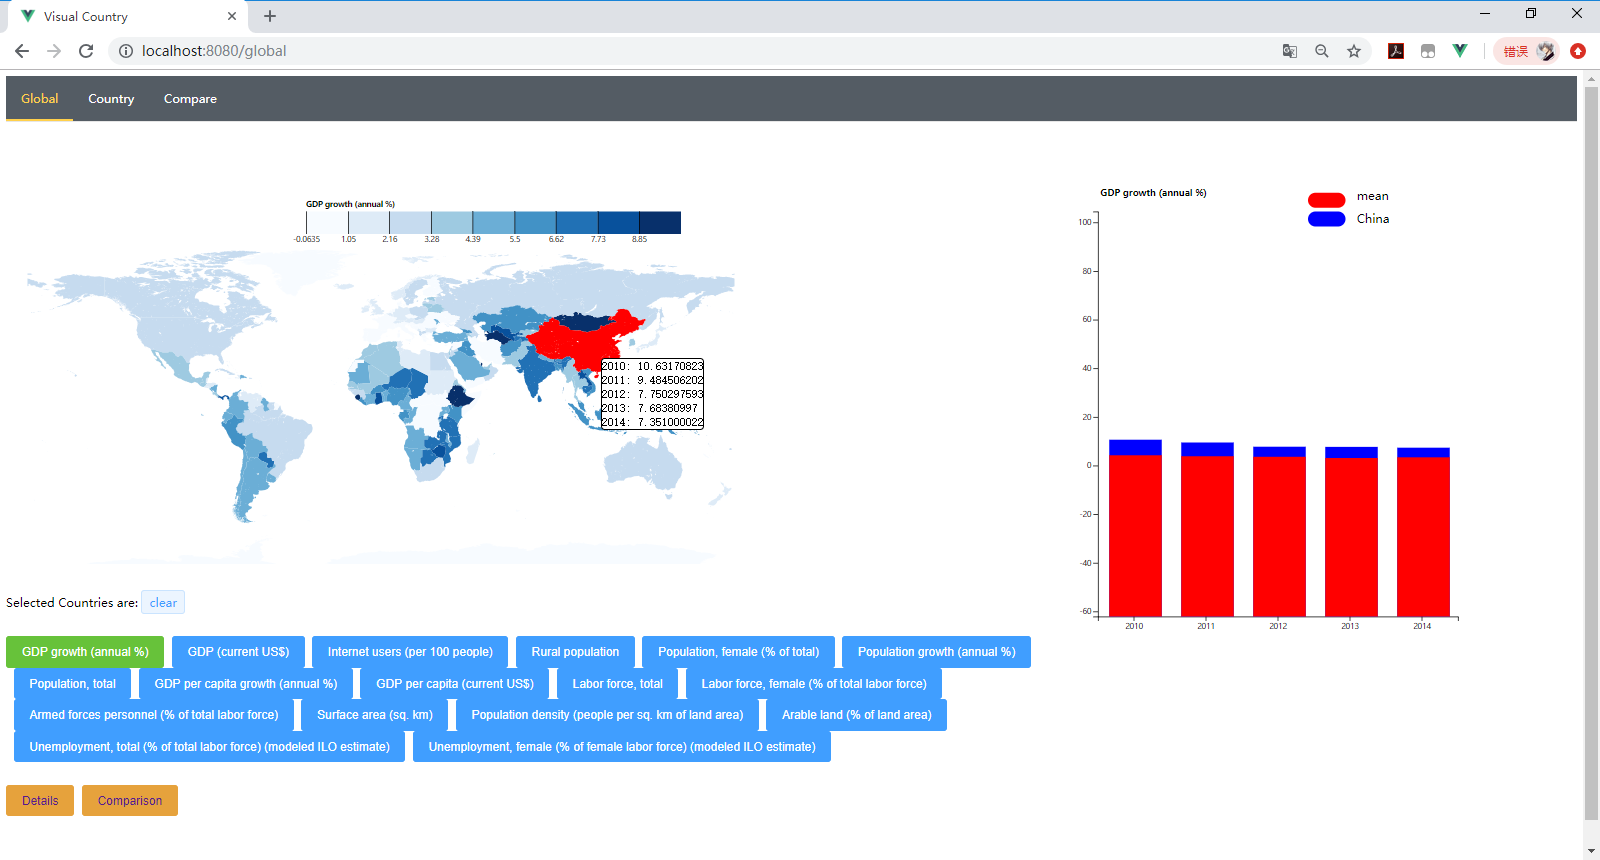 Visual Country
localhost:8080/global
错误
Global Country Compare
GDP growth (annual %)
-0.0635 1.05 2.16 3.28 4.39 5.5 6.62 7.73 8.85
2010: 10.63170823
2011: 9.484506202
2012: 7.750297593
2013: 7.68380997
2014: 7.351000022
GDP growth (annual %)
mean
China
100
80
60
40
20
0
-20
-40
-60
2010 2011 2012 2013 2014
Selected Countries are: clear
GDP growth (annual %) GDP (current US$) Internet users (per 100 people) Rural population Population, female (% of total) Population growth (annual %)
Population, total GDP per capita growth (annual %) GDP per capita (current US$) Labor force, total Labor force, female (% of total labor force)
Armed forces personnel (% of total labor force) Surface area (sq. km) Population density (people per sq. km of land area) Arable land (% of land area)
Unemployment, total (% of total labor force) (modeled ILO estimate) Unemployment, female (% of female labor force) (modeled ILO estimate)
Details Comparison